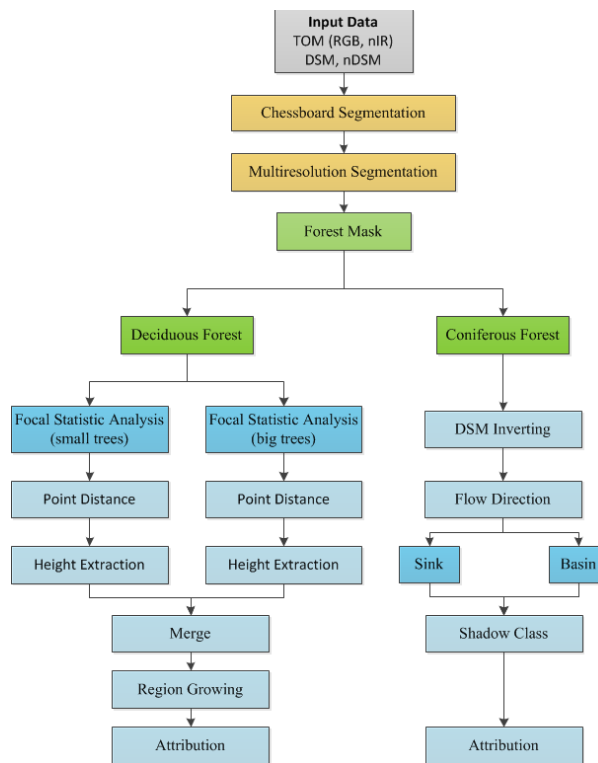 Input Data
TOM (RGB, nIR)
DSM, nDSM
Chessboard Segmentation
Multiresolution Segmentation
Forest Mask
Deciduous Forest
Coniferous Forest
Focal Statistic Analysis
(small trees)
Focal Statistic Analysis
(big trees)
DSM Inverting
Point Distance
Point Distance
Flow Direction
Height Extraction
Height Extraction
Sink
Basin
Merge
Shadow Class
Region Growing
Attribution
Attribution